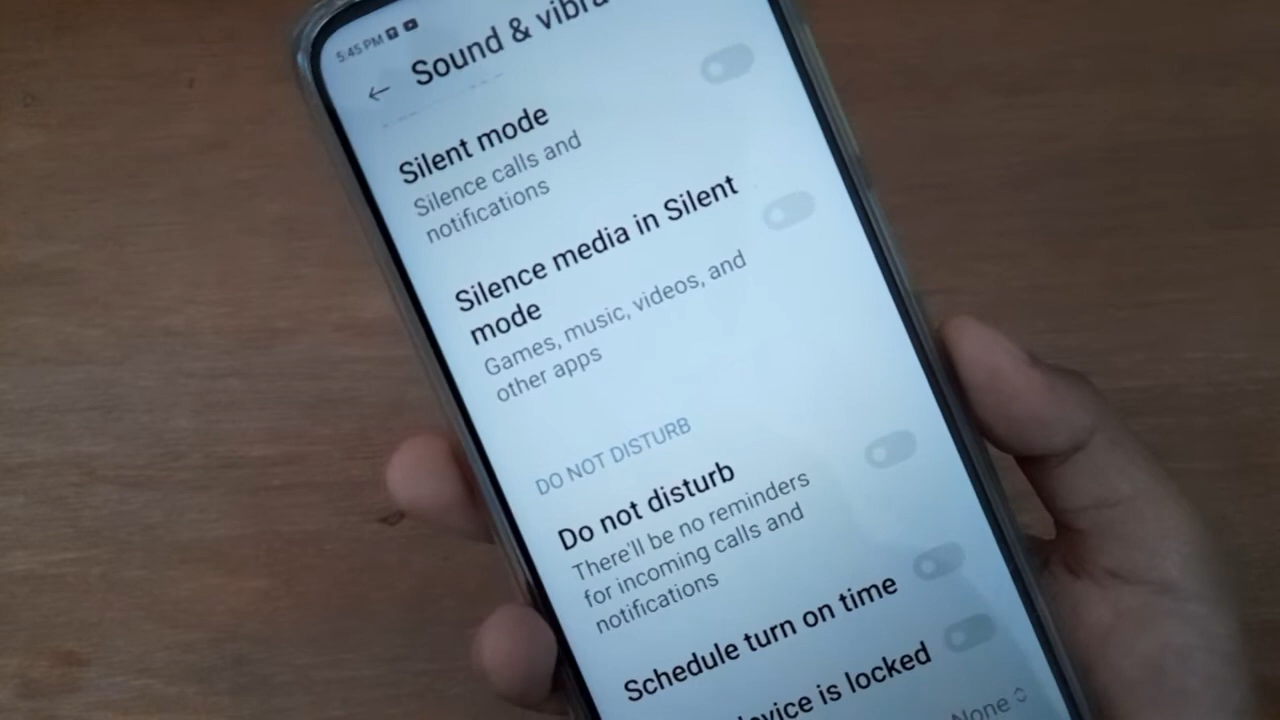 5:45 PM
Sound & vibra
Silent mode
Silence calls and
notifications
Silence media in Silent
mode
Games, music, videos, and
other apps
DO NOT DISTURB
Do not disturb
There'll be no reminders
for incoming calls and
notifications
Schedule turn on time
device is locked
None